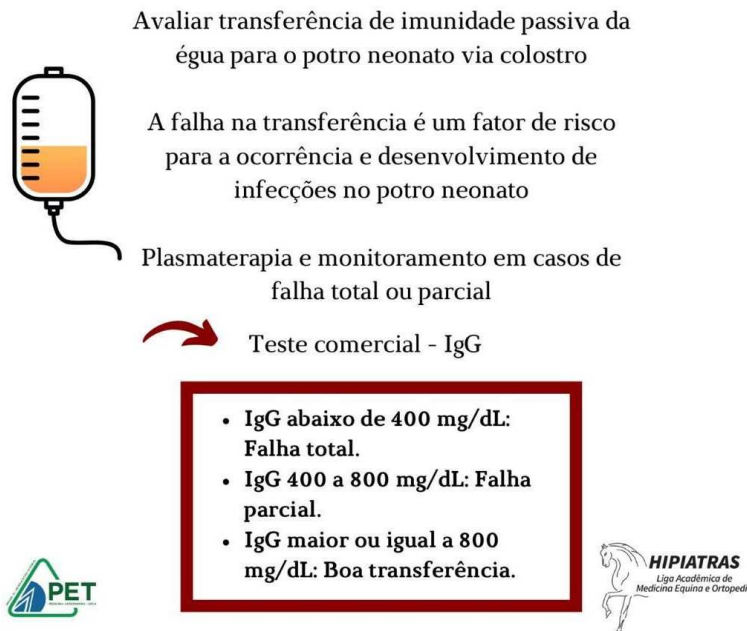 Avaliar transferência de imunidade passiva da
égua para o potro neonato via colostro
A falha na transferência é um fator de risco
para a ocorrência e desenvolvimento de
infecções no potro neonato
Plasmaterapia e monitoramento em casos de
falha total ou parcial
Teste comercial - IgG
• IgG abaixo de 400 mg/dL:
Falha total.
• IgG 400 a 800 mg/dL: Falha
parcial.
• IgG maior ou igual a 800
mg/dL: Boa transferência.
PET
HIPIATRAS
Liga Acadêmica de
Medicina Equina e Ortopedi